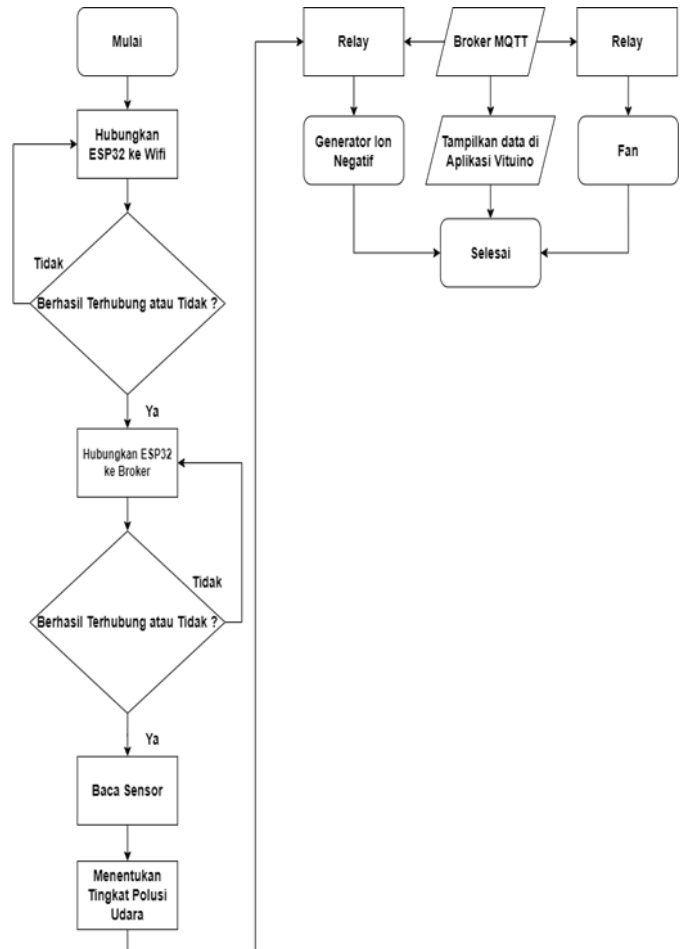 Mulai
Hubungkan
ESP32 ke Wifi
Tidak
Berhasil Terhubung atau Tidak ?
Ya
Hubungkan ESP32
ke Broker
Tidak
Berhasil Terhubung atau Tidak ?
Ya
Baca Sensor
Menentukan
Tingkat Polusi
Udara
Relay
Broker MQTT
Relay
Generator Ion
Negatif
Tampilkan data di
Aplikasi Vituino
Fan
Selesai